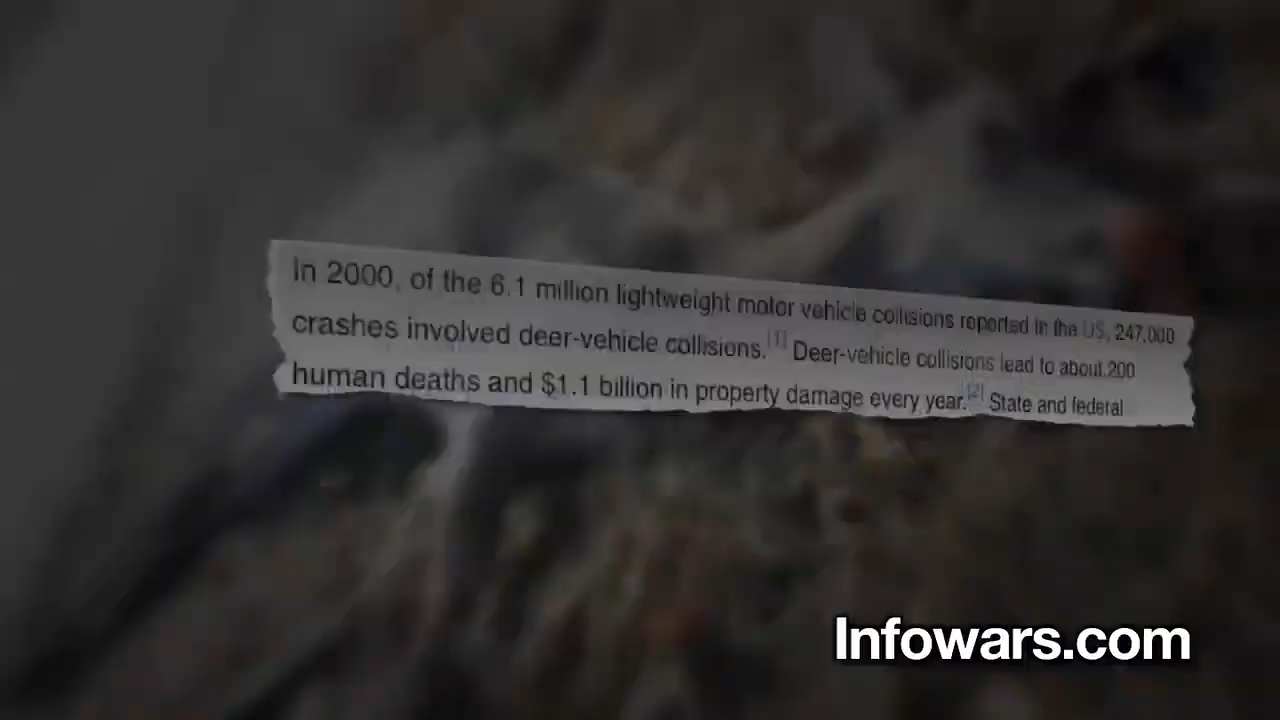 In 2000, of the 6.1 million lightweight motor vehicle collisions reported in the US, 247,000
crashes involved deer-vehicle collisions.[1] Deer-vehicle collisions lead to about 200
human deaths and $1.1 billion in property damage every year.[2] State and federal
Infowars.com